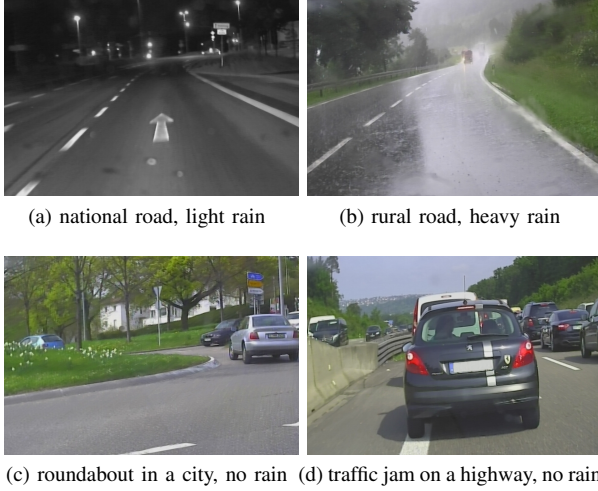 (a) national road, light rain
(b) rural road, heavy rain
(c) roundabout in a city, no rain
(d) traffic jam on a highway, no rain